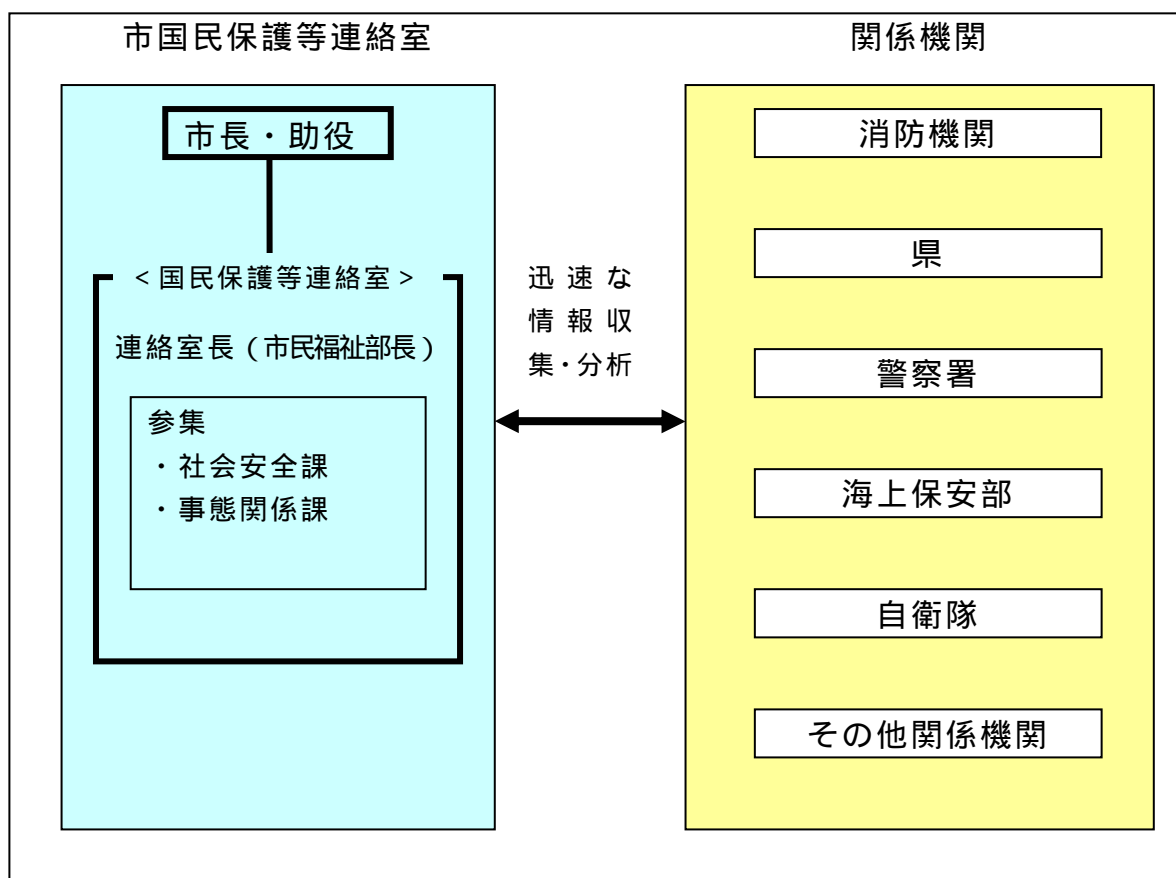 市国民保護等連絡室
市長・助役
<国民保護等連絡室>
連絡室長(市民福祉部長)
参集
・社会安全課
・事態関係課
迅速な
情報収
集・分析
関係機関
消防機関
県
警察署
海上保安部
自衛隊
その他関係機関